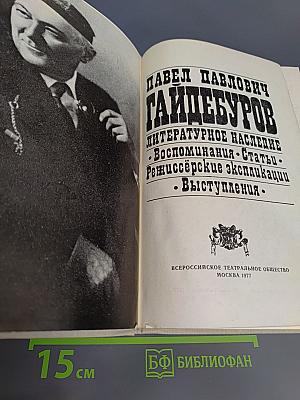 ПАВЕЛ ПАВЛОВИЧ
ГАЙДЕБУРОВ
ЛИТЕРАТУРНОЕ НАСЛЕДИЕ
• Воспоминания • Статьи •
Режиссёрские экспликации
• Выступления •
ВСЕРОССИЙСКОЕ ТЕАТРАЛЬНОЕ ОБЩЕСТВО
МОСКВА 1977
15 см
БФ БИБЛИОФАН